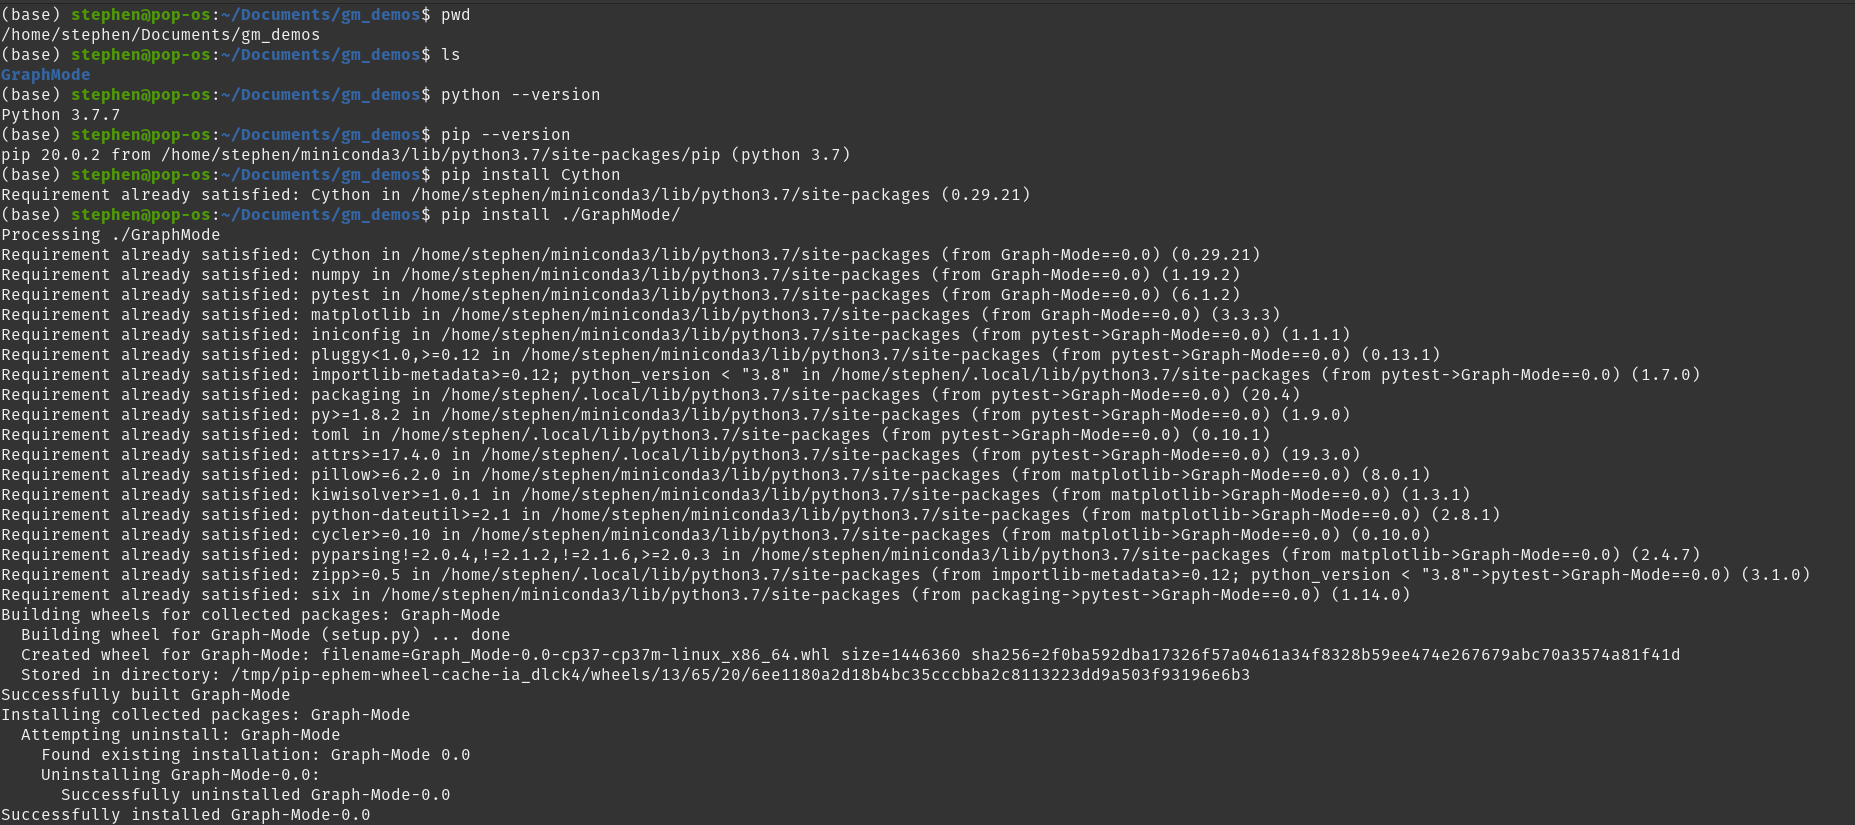 (base) stephen@pop-os:~/Documents/gm_demos$ pwd
/home/stephen/Documents/gm_demos
(base) stephen@pop-os:~/Documents/gm_demos$ ls
GraphMode
(base) stephen@pop-os:~/Documents/gm_demos$ python --version
Python 3.7.7
(base) stephen@pop-os:~/Documents/gm_demos$ pip --version
pip 20.0.2 from /home/stephen/miniconda3/lib/python3.7/site-packages/pip (python 3.7)
(base) stephen@pop-os:~/Documents/gm_demos$ pip install Cython
Requirement already satisfied: Cython in /home/stephen/miniconda3/lib/python3.7/site-packages (0.29.21)
(base) stephen@pop-os:~/Documents/gm_demos$ pip install ./GraphMode/
Processing ./GraphMode
Requirement already satisfied: Cython in /home/stephen/miniconda3/lib/python3.7/site-packages (from Graph-Mode==0.0) (0.29.21)
Requirement already satisfied: numpy in /home/stephen/miniconda3/lib/python3.7/site-packages (from Graph-Mode==0.0) (1.19.2)
Requirement already satisfied: pytest in /home/stephen/miniconda3/lib/python3.7/site-packages (from Graph-Mode==0.0) (6.1.2)
Requirement already satisfied: matplotlib in /home/stephen/miniconda3/lib/python3.7/site-packages (from Graph-Mode==0.0) (3.3.3)
Requirement already satisfied: iniconfig in /home/stephen/miniconda3/lib/python3.7/site-packages (from pytest->Graph-Mode==0.0) (1.1.1)
Requirement already satisfied: pluggy<1.0,>=0.12 in /home/stephen/miniconda3/lib/python3.7/site-packages (from pytest->Graph-Mode==0.0) (0.13.1)
Requirement already satisfied: importlib-metadata>=0.12; python_version < "3.8" in /home/stephen/.local/lib/python3.7/site-packages (from pytest->Graph-Mode==0.0) (1.7.0)
Requirement already satisfied: packaging in /home/stephen/.local/lib/python3.7/site-packages (from pytest->Graph-Mode==0.0) (20.4)
Requirement already satisfied: py>=1.8.2 in /home/stephen/miniconda3/lib/python3.7/site-packages (from pytest->Graph-Mode==0.0) (1.9.0)
Requirement already satisfied: toml in /home/stephen/.local/lib/python3.7/site-packages (from pytest->Graph-Mode==0.0) (0.10.1)
Requirement already satisfied: attrs>=17.4.0 in /home/stephen/.local/lib/python3.7/site-packages (from pytest->Graph-Mode==0.0) (19.3.0)
Requirement already satisfied: pillow>=6.2.0 in /home/stephen/miniconda3/lib/python3.7/site-packages (from matplotlib->Graph-Mode==0.0) (8.0.1)
Requirement already satisfied: kiwisolver>=1.0.1 in /home/stephen/miniconda3/lib/python3.7/site-packages (from matplotlib->Graph-Mode==0.0) (1.3.1)
Requirement already satisfied: python-dateutil>=2.1 in /home/stephen/miniconda3/lib/python3.7/site-packages (from matplotlib->Graph-Mode==0.0) (2.8.1)
Requirement already satisfied: cycler>=0.10 in /home/stephen/miniconda3/lib/python3.7/site-packages (from matplotlib->Graph-Mode==0.0) (0.10.0)
Requirement already satisfied: pyparsing!=2.0.4,!=2.1.2,!=2.1.6,>=2.0.3 in /home/stephen/miniconda3/lib/python3.7/site-packages (from matplotlib->Graph-Mode==0.0) (2.4.7)
Requirement already satisfied: zipp>=0.5 in /home/stephen/.local/lib/python3.7/site-packages (from importlib-metadata>=0.12; python_version < "3.8"->pytest->Graph-Mode==0.0) (3.1.0)
Requirement already satisfied: six in /home/stephen/miniconda3/lib/python3.7/site-packages (from packaging->pytest->Graph-Mode==0.0) (1.14.0)
Building wheels for collected packages: Graph-Mode
  Building wheel for Graph-Mode (setup.py) ... done
  Created wheel for Graph-Mode: filename=Graph_Mode-0.0-cp37-cp37m-linux_x86_64.whl size=1446360 sha256=2f0ba592dba17326f57a0461a34f8328b59ee474e267679abc70a3574a81f41d
  Stored in directory: /tmp/pip-ephem-wheel-cache-ia_dlck4/wheels/13/65/20/6ee1180a2d18b4bc35cccbba2c8113223dd9a503f93196e6b3
Successfully built Graph-Mode
Installing collected packages: Graph-Mode
  Attempting uninstall: Graph-Mode
    Found existing installation: Graph-Mode 0.0
    Uninstalling Graph-Mode-0.0:
      Successfully uninstalled Graph-Mode-0.0
Successfully installed Graph-Mode-0.0